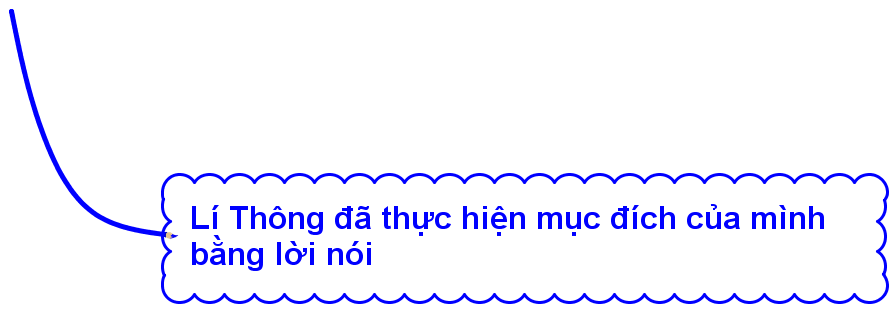 Lí Thông đã thực hiện mục đích của mình
bằng lời nói